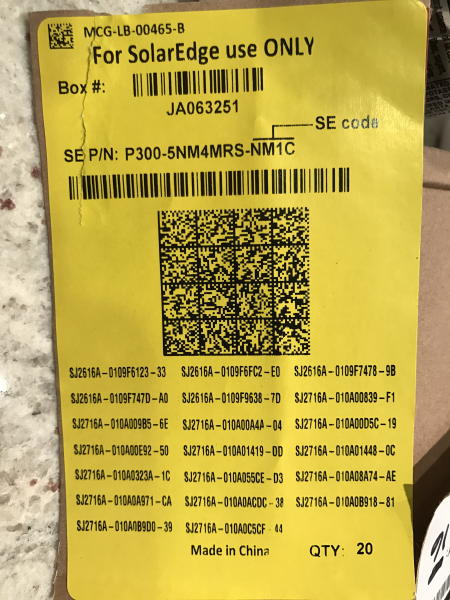 MCG-LB-00465-B
For SolarEdge use ONLY
Box #:
JA063251
SE code
SE P/N: P300-5NM4MRS-NM1C
SJ2616A-0109F6123-33 SJ2616A-0109F6FC2-E0 SJ2616A-0109F7478-9B
SJ2616A-0109F747D-A0 SJ2616A-0109F9638-7D SJ2716A-010A00839-F1
SJ2716A-010A009B5-6E SJ2716A-010A00A4A-04 SJ2716A-010A00D5C-19
SJ2716A-010A00E92-50 SJ2716A-010A01419-DD SJ2716A-010A01448-0C
SJ2716A-010A0323A-1C SJ2716A-010A055CE-D3 SJ2716A-010A08A74-AE
SJ2716A-010A0A971-CA SJ2716A-010A0ACDC-38 SJ2716A-010A0B918-81
SJ2716A-010A0B9D0-39 SJ2716A-010A0C5CF-44
Made in China QTY: 20